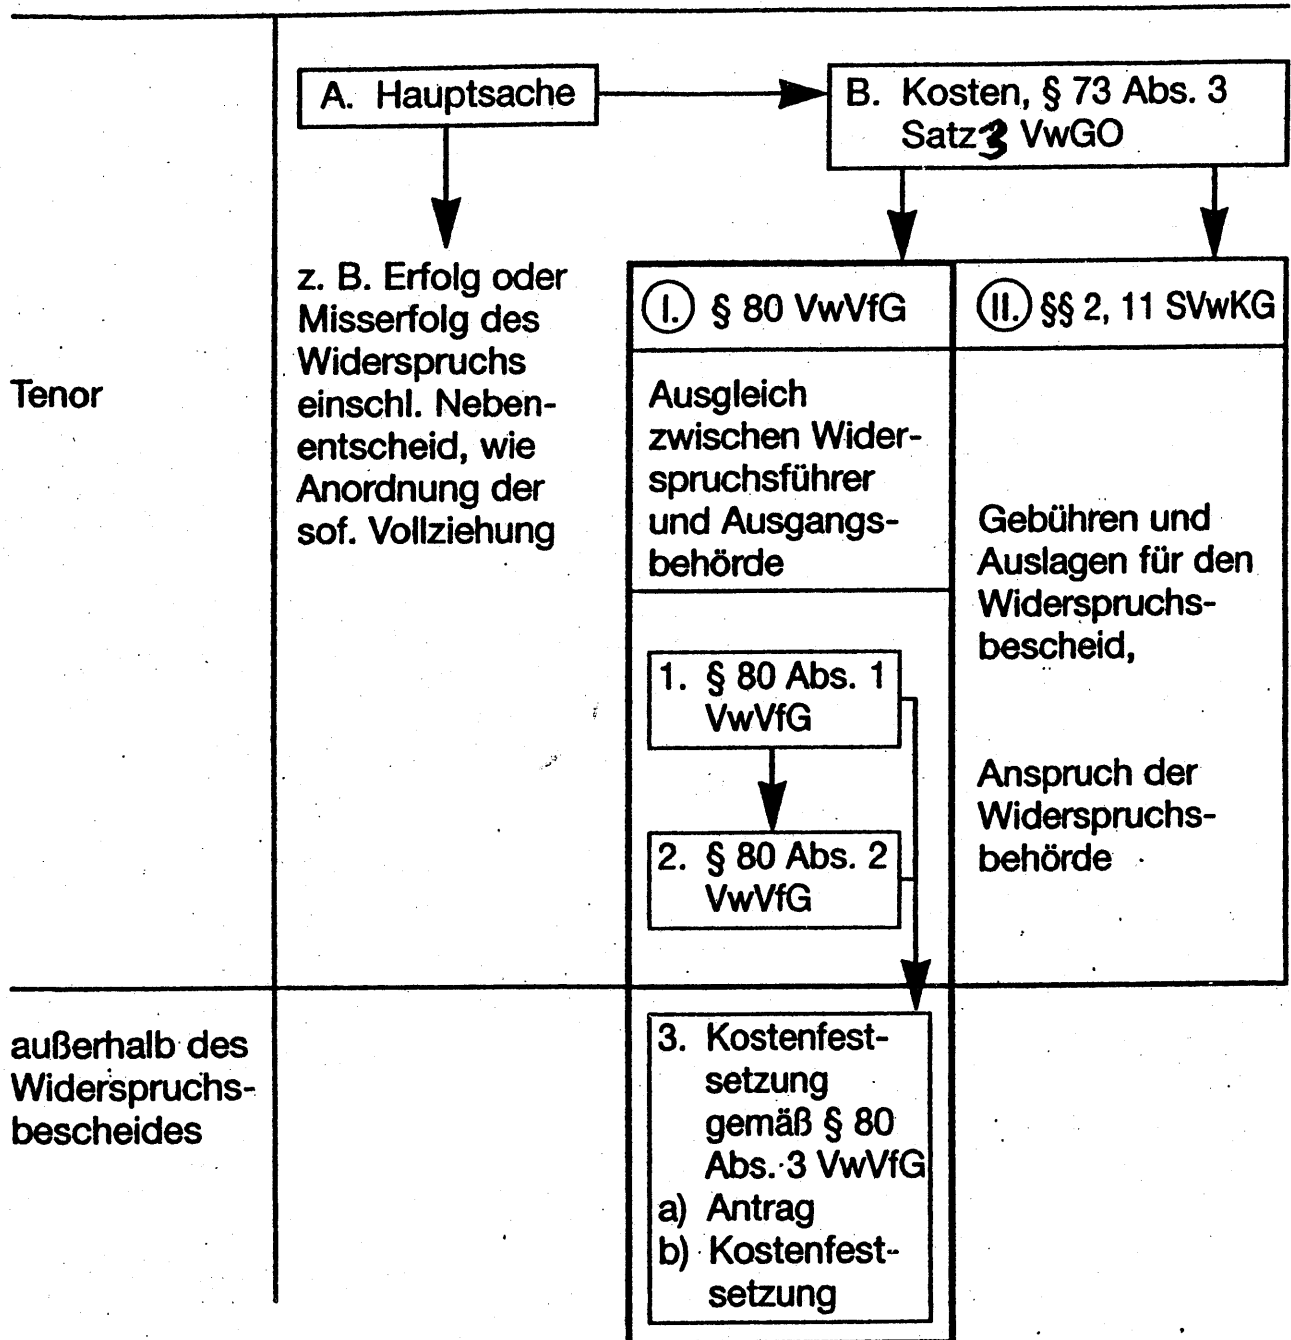 A. Hauptsache
B. Kosten, § 73 Abs. 3
Satz 3 VwGO
Tenor
z. B. Erfolg oder
Misserfolg des
Widerspruchs
einschl. Neben-
entscheid, wie
Anordnung der
sof. Vollziehung
I. § 80 VwVfG
Ausgleich
zwischen Wider-
spruchsführer
und Ausgangs-
behörde
1. § 80 Abs. 1
VwVfG
2. § 80 Abs. 2
VwVfG
II. §§ 2, 11 SVwKG
Gebühren und
Auslagen für den
Widerspruchs-
bescheid,
Anspruch der
Widerspruchs-
behörde
außerhalb des
Widerspruchs-
bescheides
3. Kostenfest-
setzung
gemäß § 80
Abs. 3 VwVfG
a) Antrag
b) Kostenfest-
setzung